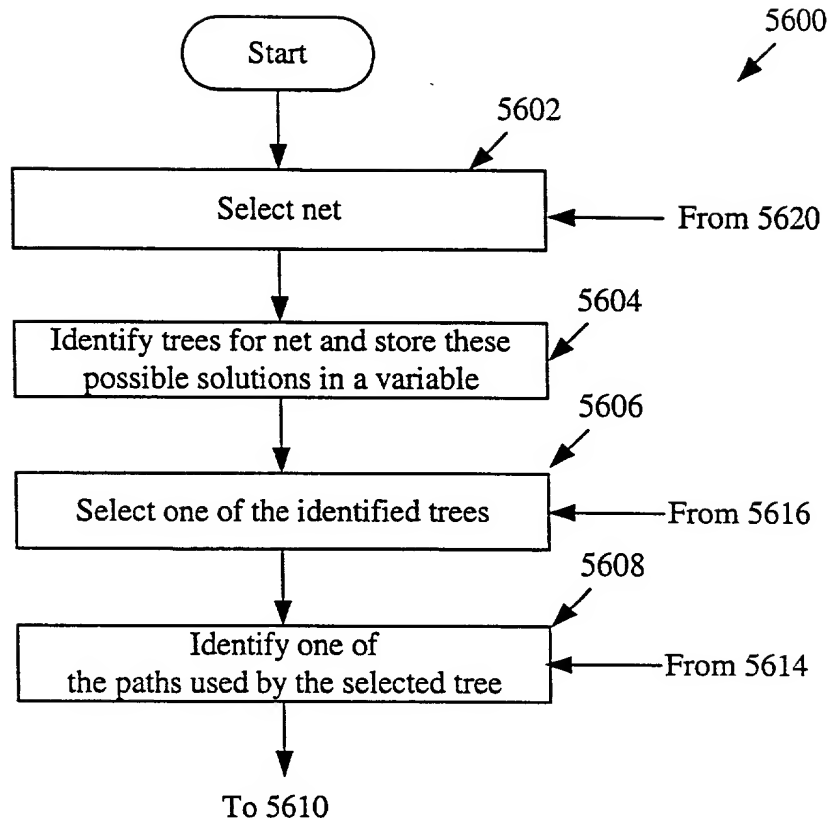 5600
Start
5602
Select net
From 5620
5604
Identify trees for net and store these
possible solutions in a variable
5606
Select one of the identified trees
From 5616
5608
Identify one of
the paths used by the selected tree
From 5614
To 5610